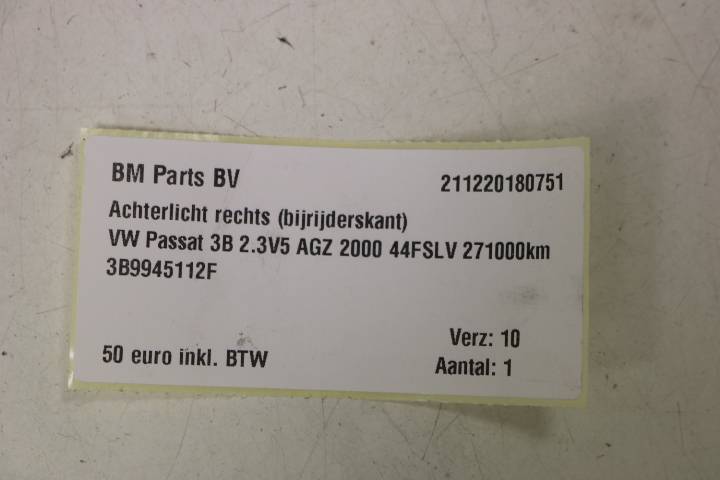 BM Parts BV 211220180751
Achterlicht rechts (bijrijderskant)
VW Passat 3B 2.3V5 AGZ 2000 44FSLV 271000km
3B9945112F
Verz: 10
50 euro inkl. BTW Aantal: 1